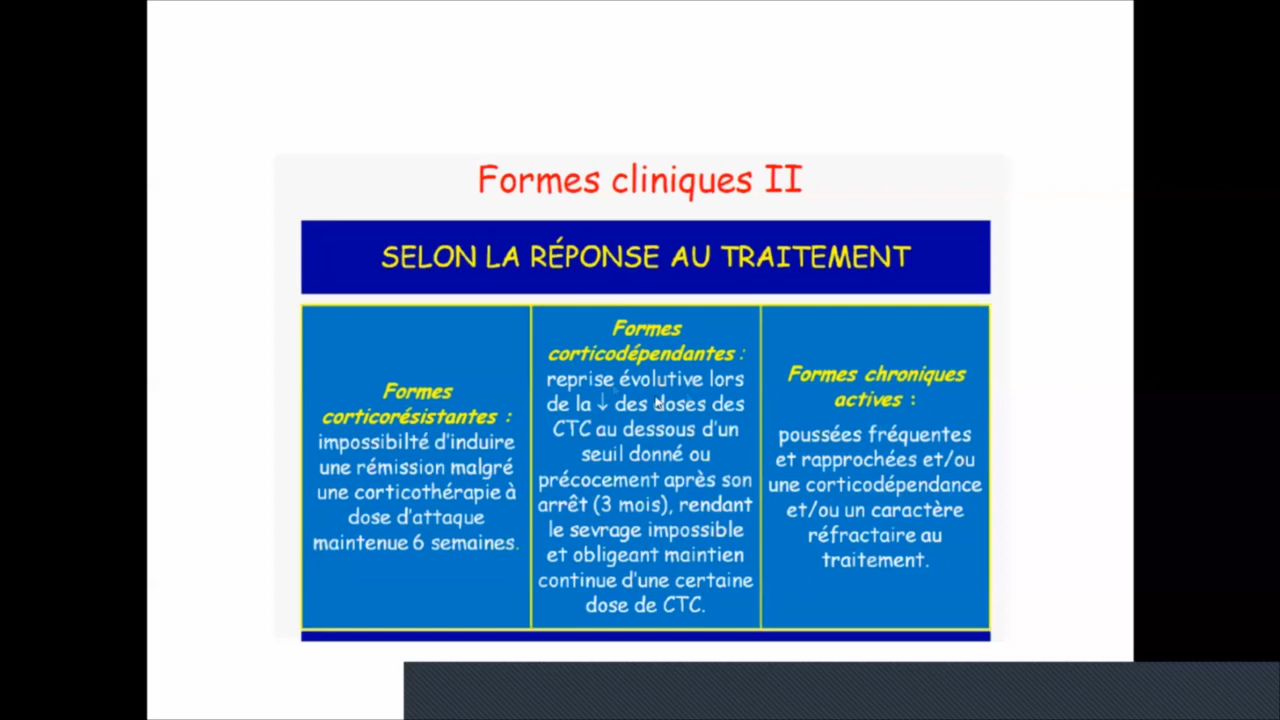 Formes cliniques II
SELON LA RÉPONSE AU TRAITEMENT
Formes
corticorésistantes :
impossibilté d'induire
une rémission malgré
une corticothérapie à
dose d'attaque
maintenue 6 semaines.
Formes
corticodépendantes :
reprise évolutive lors
de la ↓ des doses des
CTC au dessous d'un
seuil donné ou
précocement après son
arrêt (3 mois), rendant
le sevrage impossible
et obligeant maintien
continue d'une certaine
dose de CTC.
Formes chroniques
actives :
poussées fréquentes
et rapprochées et/ou
une corticodépendance
et/ou un caractère
réfractaire au
traitement.